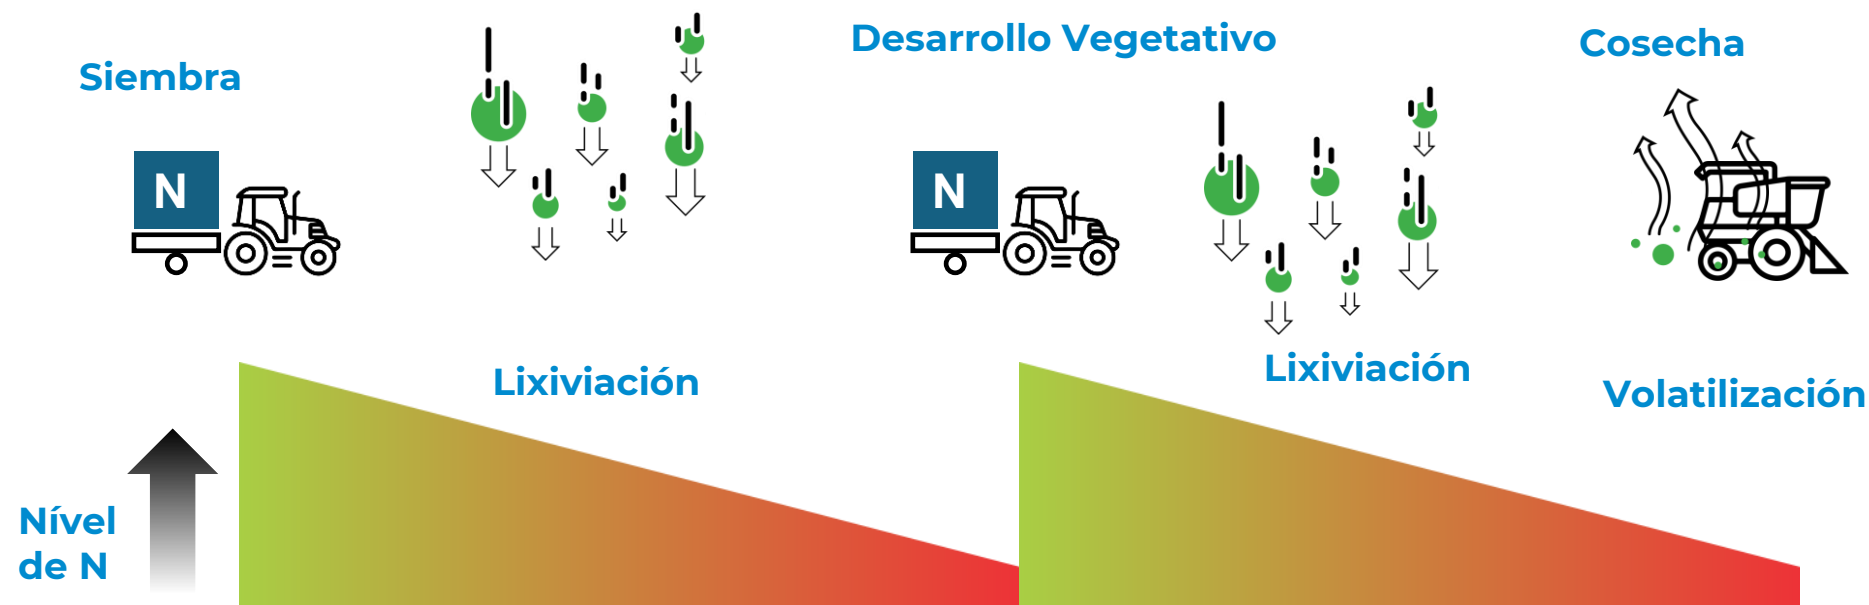 Siembra
N
Lixiviación
Desarrollo Vegetativo
N
Lixiviación
Cosecha
Volatilización
Nível
de N